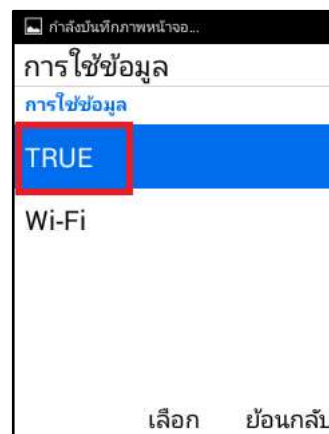 กำลังบันทึกภาพหน้าจอ...
การใช้ข้อมูล
การใช้ข้อมูล
TRUE
Wi-Fi
เลือก ย้อนกลับ